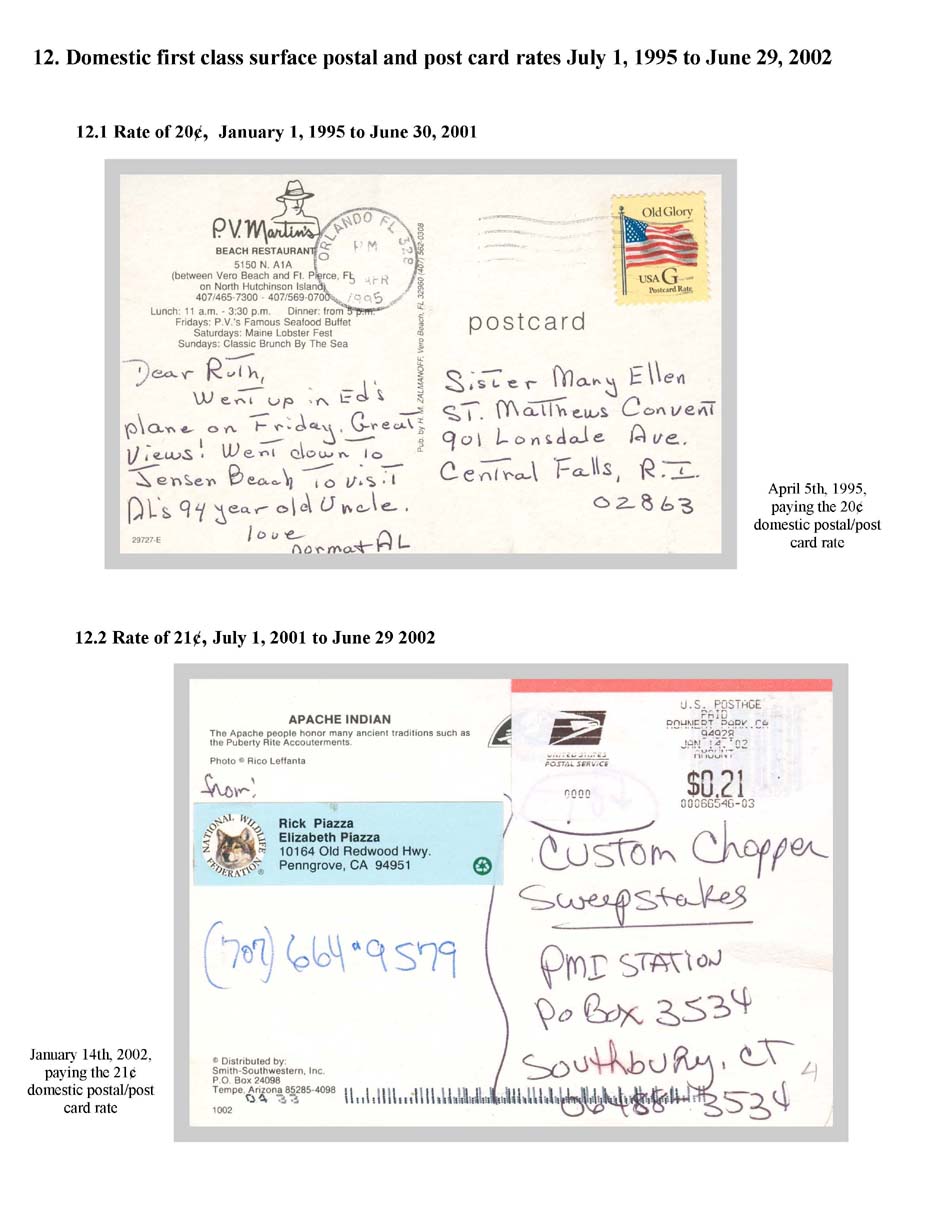 12. Domestic first class surface postal and post card rates July 1, 1995 to June 29, 2002
12.1 Rate of 20¢, January 1, 1995 to June 30, 2001
P.V. Martin's
BEACH RESTAURANT
5150 N. A1A
(between Vero Beach and Ft. Pierce, FL
on North Hutchinson Island)
407/465-7300 - 407/569-0700
Lunch: 11 a.m. - 3:30 p.m. Dinner: from 5 p.m.
Fridays: P.V.'s Famous Seafood Buffet
Saturdays: Maine Lobster Fest
Sundays: Classic Brunch By The Sea
ORLANDO FL 328
PM
5 APR
1995
Pub. by H. M. ZALMANOFF, Vero Beach, FL 32960 (407) 562-0308
Old Glory
USA G
Postcard Rate
postcard
Dear Ruth,
Went up in Ed's
plane on Friday. Great
Views! Went down to
Jensen Beach to visit
AL's 94 year old Uncle.
love
Norma + AL
29727-E
Sister Mary Ellen
ST. Matthews Convent
901 Lonsdale Ave.
Central Falls, R.I.
02863
April 5th, 1995,
paying the 20¢
domestic postal/post
card rate
12.2 Rate of 21¢, July 1, 2001 to June 29 2002
APACHE INDIAN
The Apache people honor many ancient traditions such as
the Puberty Rite Accouterments.
Photo © Rico Leffanta
from:
NATIONAL WILDLIFE FEDERATION®
Rick Piazza
Elizabeth Piazza
10164 Old Redwood Hwy.
Penngrove, CA 94951
(707) 664-9579
© Distributed by:
Smith-Southwestern, Inc.
P.O. Box 24098
Tempe, Arizona 85285-4098
04 33
1002
UNITED STATES
POSTAL SERVICE
0000
U.S. POSTAGE
PAID
ROHNERT PARK, CA
94928
JAN 14, '02
AMOUNT
$0.21
00066546-03
Custom Chopper
Sweepstakes
PMI STATION
Po Box 3534
Southbury, CT
06488-3534
4
January 14th, 2002,
paying the 21¢
domestic postal/post
card rate